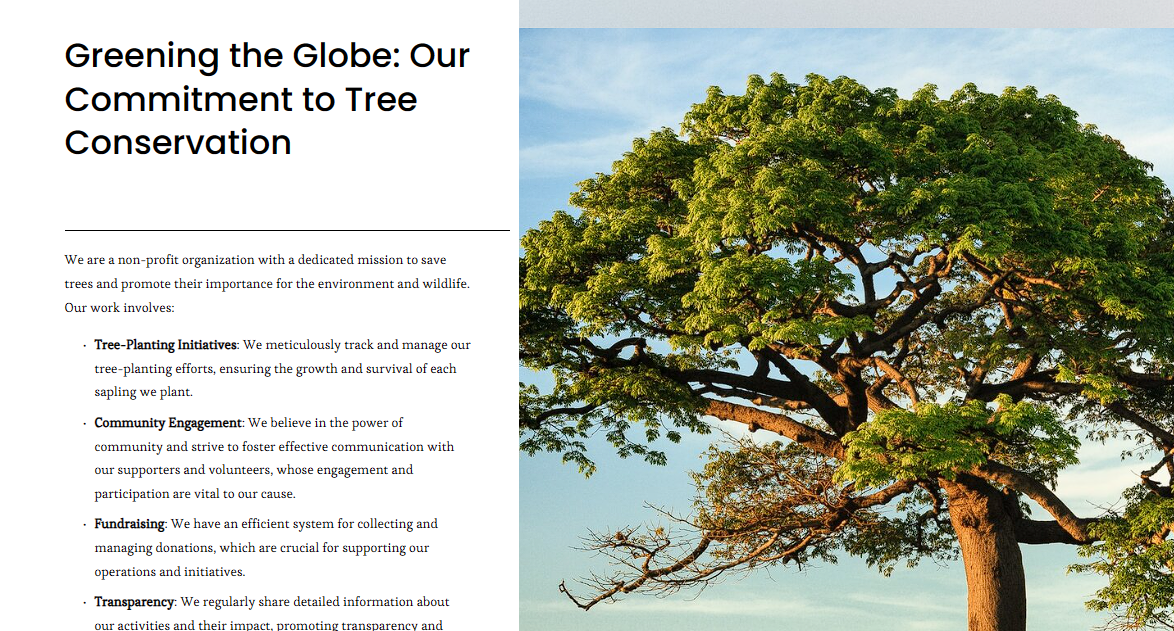 Greening the Globe: Our
Commitment to Tree
Conservation
We are a non-profit organization with a dedicated mission to save
trees and promote their importance for the environment and wildlife.
Our work involves:
· Tree-Planting Initiatives: We meticulously track and manage our
tree-planting efforts, ensuring the growth and survival of each
sapling we plant.
· Community Engagement: We believe in the power of
community and strive to foster effective communication with
our supporters and volunteers, whose engagement and
participation are vital to our cause.
· Fundraising: We have an efficient system for collecting and
managing donations, which are crucial for supporting our
operations and initiatives.
· Transparency: We regularly share detailed information about
our activities and their impact, promoting transparency and